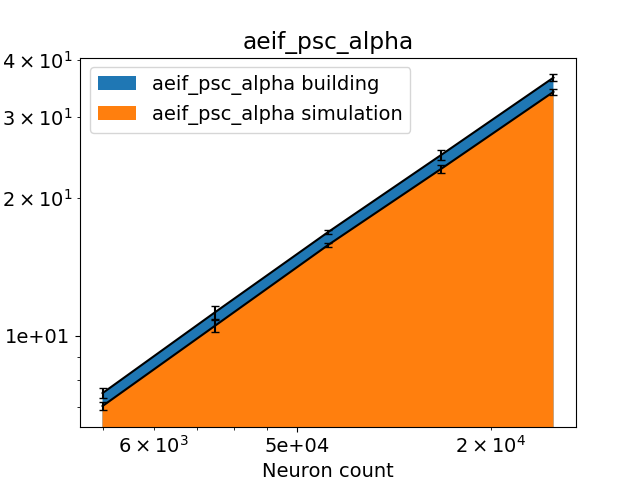 aeif_psc_alpha
4 × 10¹
3 × 10¹
2 × 10¹
1e+01
aeif_psc_alpha building
aeif_psc_alpha simulation
6 × 10³ 5e+04 2 × 10⁴
Neuron count